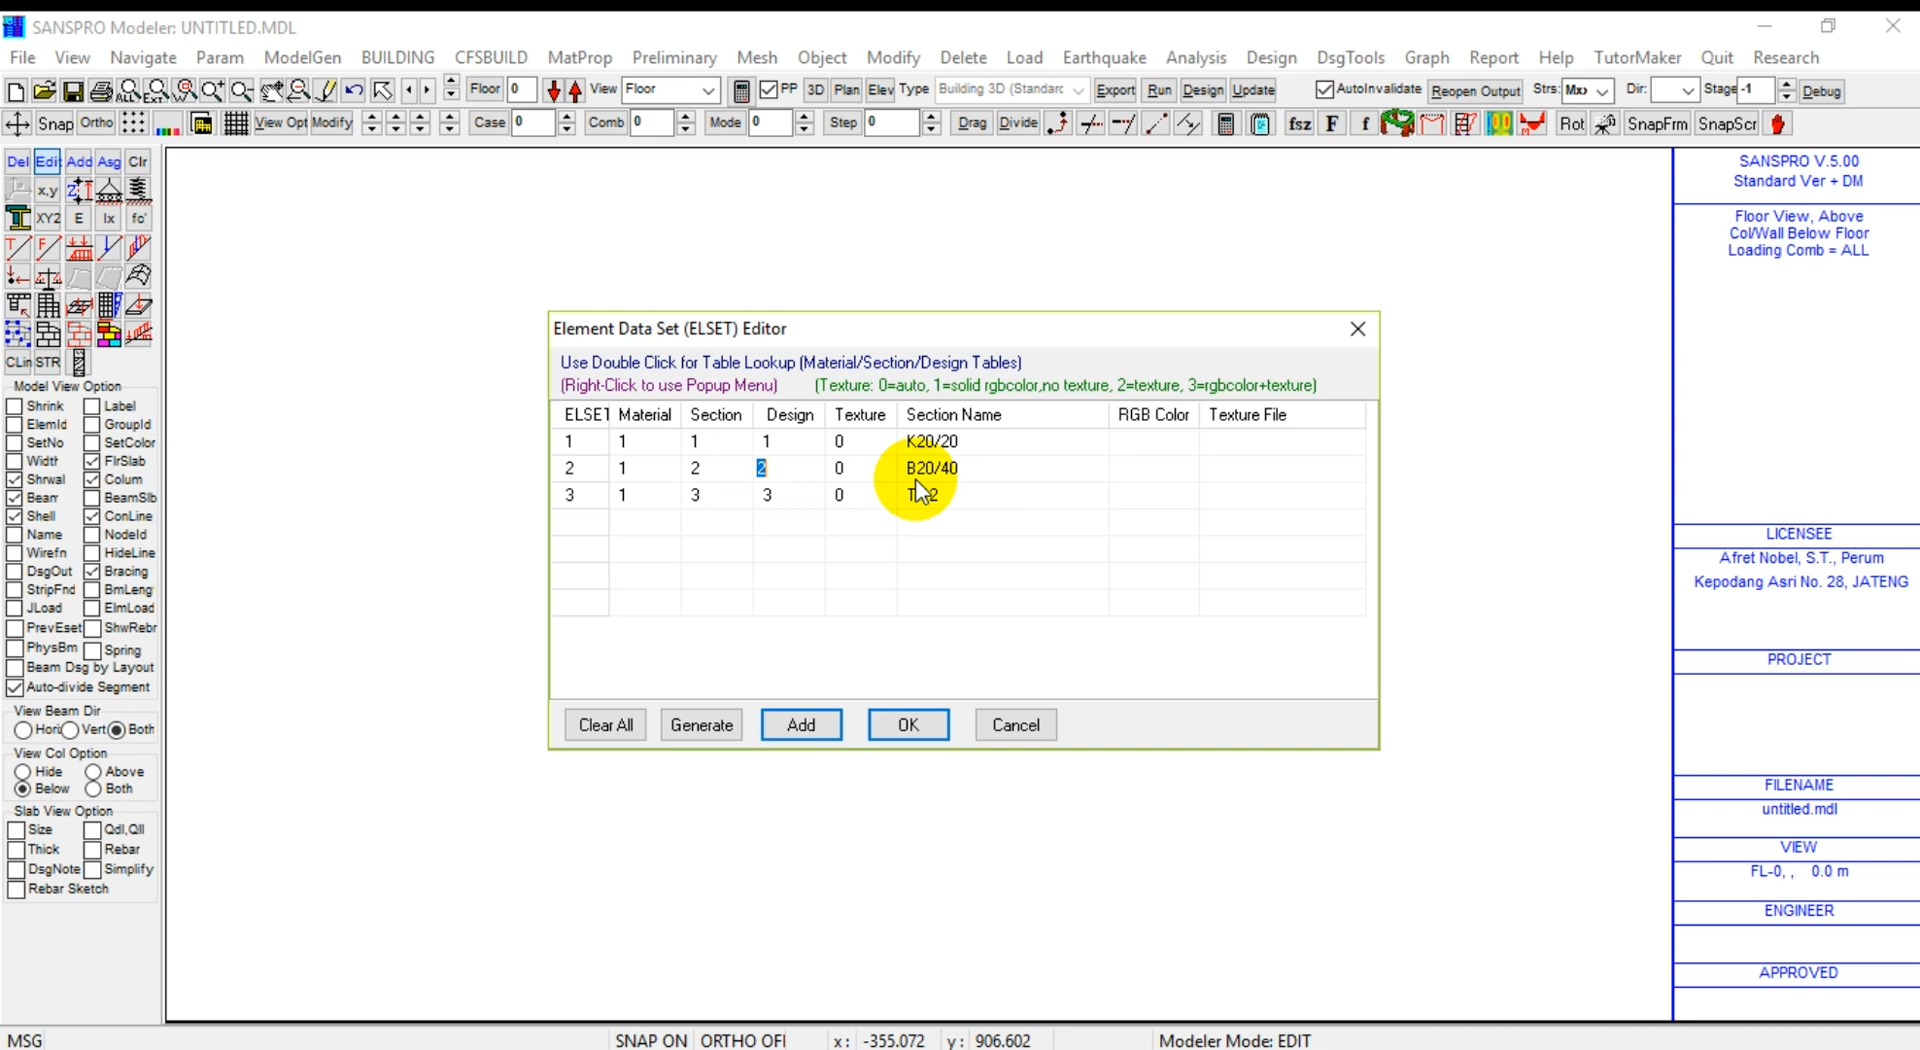 SANSPRO Modeler: UNTITLED.MDL
File View Navigate Param ModelGen BUILDING CFSBUILD MatProp Preliminary Mesh Object Modify Delete Load Earthquake Analysis Design DsgTools Graph Report Help TutorMaker Quit Research
ALL EXT Floor 0 View Floor PP 3D Plan Elev Type Building 3D (Standarc Export Run Design Update AutoInvalidate Reopen Output Strs: Mxx Dir: Stage -1 Debug
Snap Ortho View Opt Modify Case 0 Comb 0 Mode 0 Step 0 Drag Divide fsz F f Rot SnapFrm SnapScr
Del Edit Add Asg Clr
x,y Z
XY2 E Ix fc'
T F
CLin STR
Model View Option
Shrink Label
ElemId GroupId
SetNo SetColor
Width FlrSlab
Shrwal Colum
Bearr BeamSlb
Shell ConLine
Name NodeId
Wirefn HideLine
DsgOut Bracing
StripFnd BmLeng
JLoad ElmLoad
PrevEset ShwRebr
PhysBm Spring
Beam Dsg by Layout
Auto-divide Segment
View Beam Dir
Hori Vert Both
View Col Option
Hide Above
Below Both
Slab View Option
Size Qdl,Qll
Thick Rebar
DsgNote Simplify
Rebar Sketch
Element Data Set (ELSET) Editor
Use Double Click for Table Lookup (Material/Section/Design Tables)
(Right-Click to use Popup Menu) (Texture: 0=auto, 1=solid rgbcolor,no texture, 2=texture, 3=rgbcolor+texture)
ELSET Material Section Design Texture Section Name RGB Color Texture File
1 1 1 1 0 K20/20
2 1 2 2 0 B20/40
3 1 3 3 0
Clear All Generate Add OK Cancel
SANSPRO V.5.00
Standard Ver + DM
Floor View, Above
Col/Wall Below Floor
Loading Comb = ALL
LICENSEE
Afret Nobel, S.T., Perum
Kepodang Asri No. 28, JATENG
PROJECT
FILENAME
untitled.mdl
VIEW
FL-0, , 0.0 m
ENGINEER
APPROVED
MSG SNAP ON ORTHO OFF x: -355.072 y: 906.602 Modeler Mode: EDIT